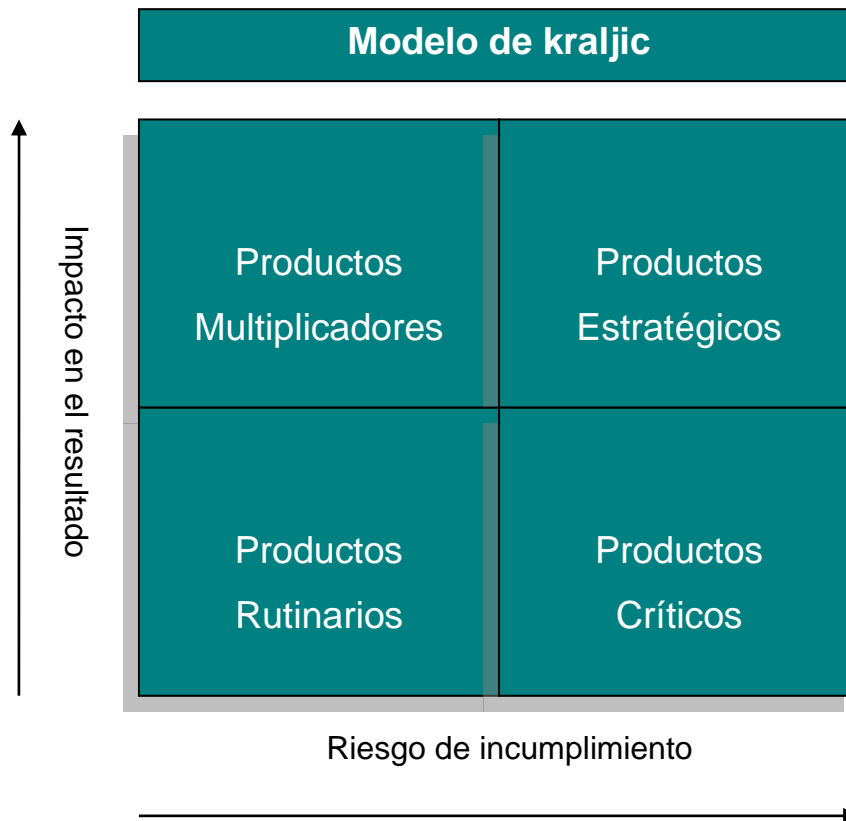 Modelo de kraljic
Impacto en el resultado
Productos
Multiplicadores
Productos
Estratégicos
Productos
Rutinarios
Productos
Críticos
Riesgo de incumplimiento